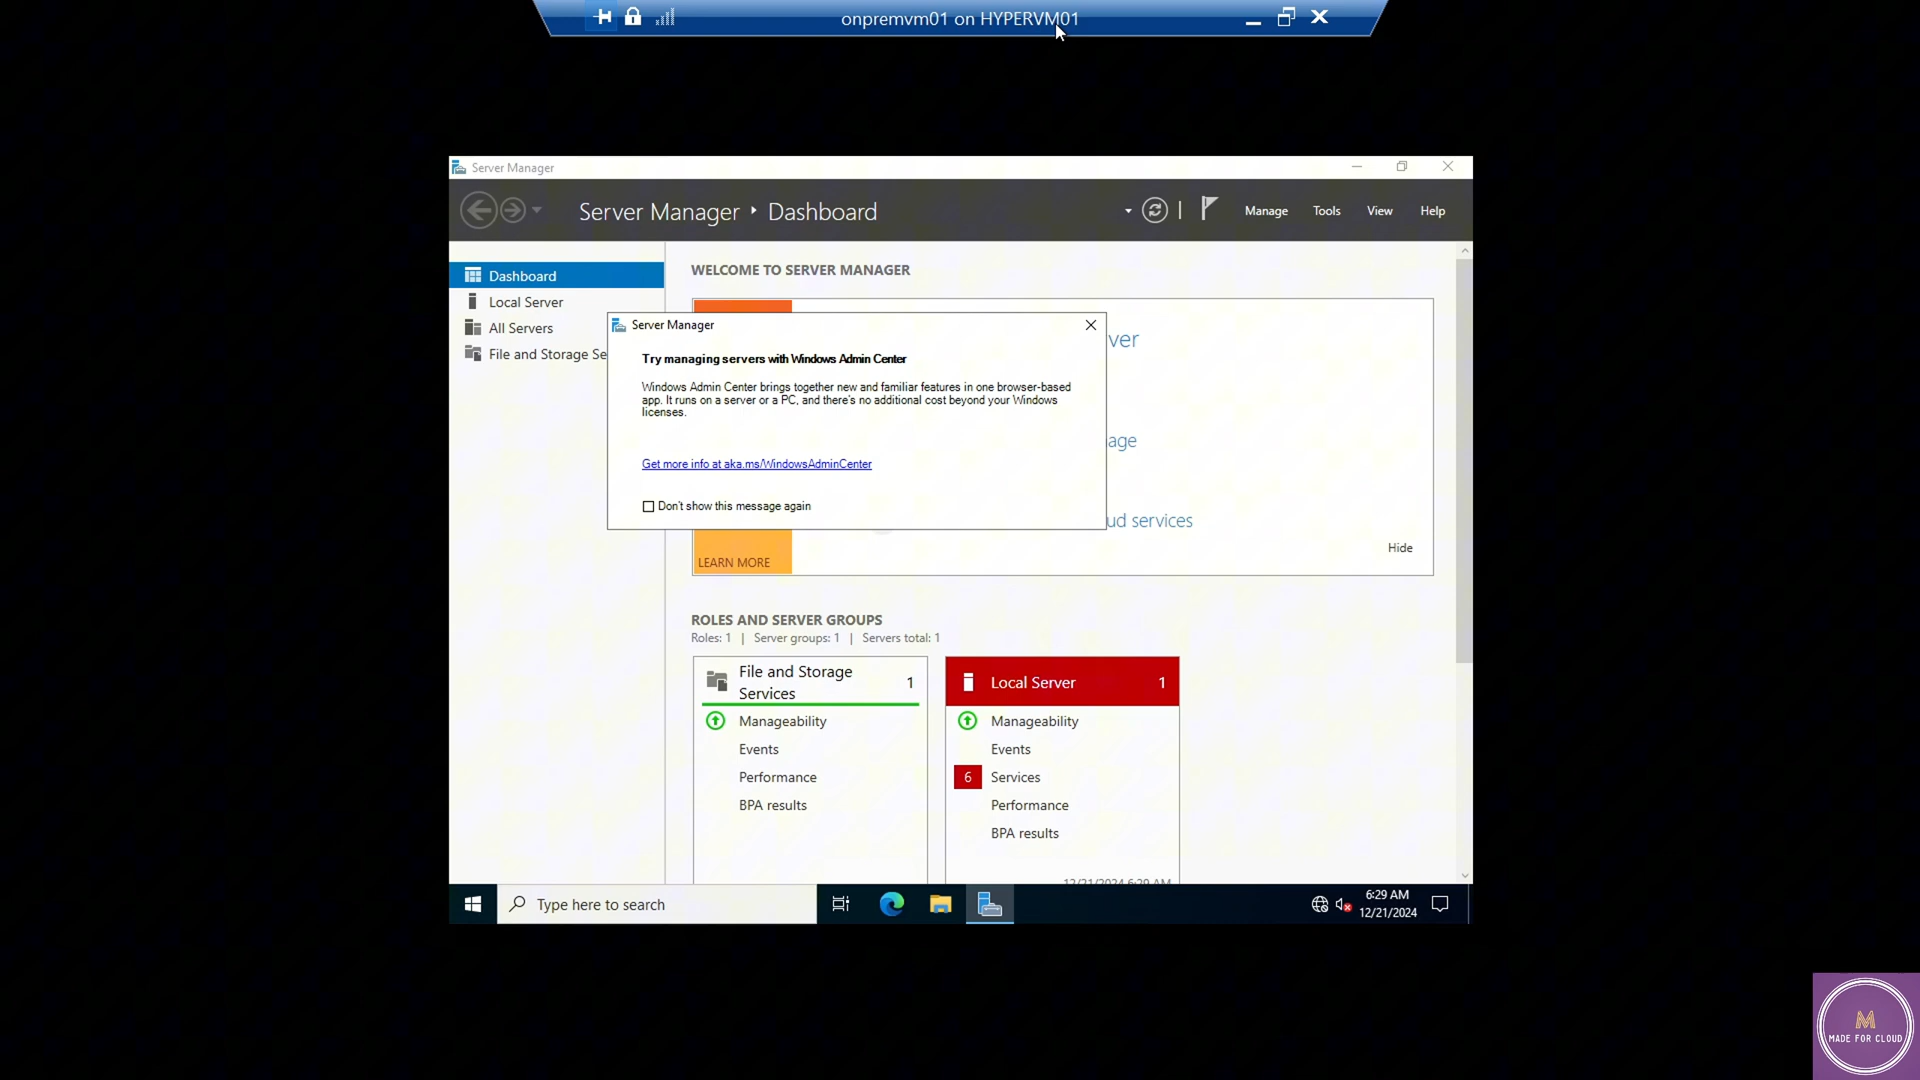 onpremvm01 on HYPERVM01
Server Manager
Server Manager ‣ Dashboard
Manage
Tools
View
Help
Dashboard
Local Server
All Servers
File and Storage Se
WELCOME TO SERVER MANAGER
ver
age
ud services
Hide
LEARN MORE
Server Manager
Try managing servers with Windows Admin Center
Windows Admin Center brings together new and familiar features in one browser-based
app. It runs on a server or a PC, and there's no additional cost beyond your Windows
licenses.
Get more info at aka.ms/WindowsAdminCenter
Don't show this message again
ROLES AND SERVER GROUPS
Roles: 1 | Server groups: 1 | Servers total: 1
File and Storage
Services
1
Manageability
Events
Performance
BPA results
Local Server 1
Manageability
Events
6 Services
Performance
BPA results
12/21/2024 6:29 AM
Type here to search
6:29 AM
12/21/2024
M
MADE FOR CLOUD